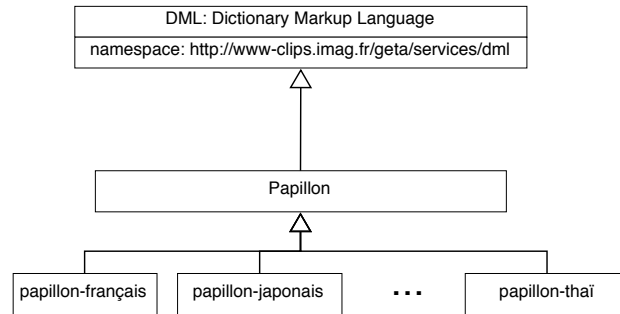 DML: Dictionary Markup Language
namespace: http://www-clips.imag.fr/geta/services/dml
Papillon
papillon-français papillon-japonais ... papillon-thaï